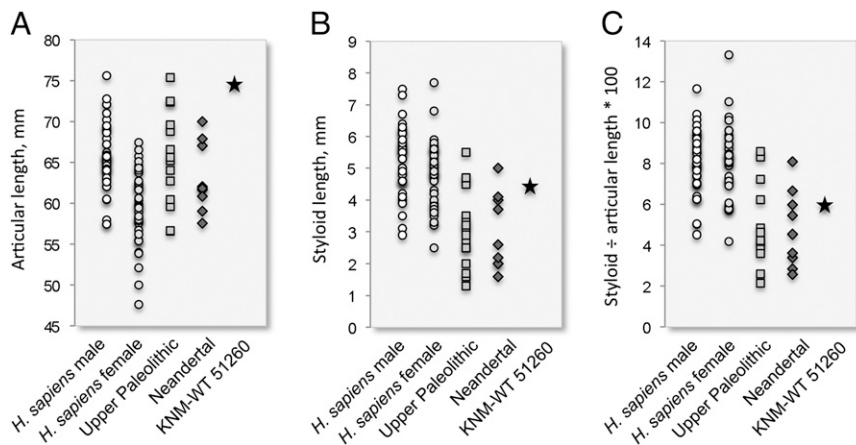 A
Articular length, mm
80
75
70
65
60
55
50
45
H. sapiens male
H. sapiens female
Upper Paleolithic
Neandertal
KNM-WT 51260
B
Styloid length, mm
9
8
7
6
5
4
3
2
1
0
H. sapiens male
H. sapiens female
Upper Paleolithic
Neandertal
KNM-WT 51260
C
Styloid ÷ articular length * 100
14
12
10
8
6
4
2
0
H. sapiens male
H. sapiens female
Upper Paleolithic
Neandertal
KNM-WT 51260